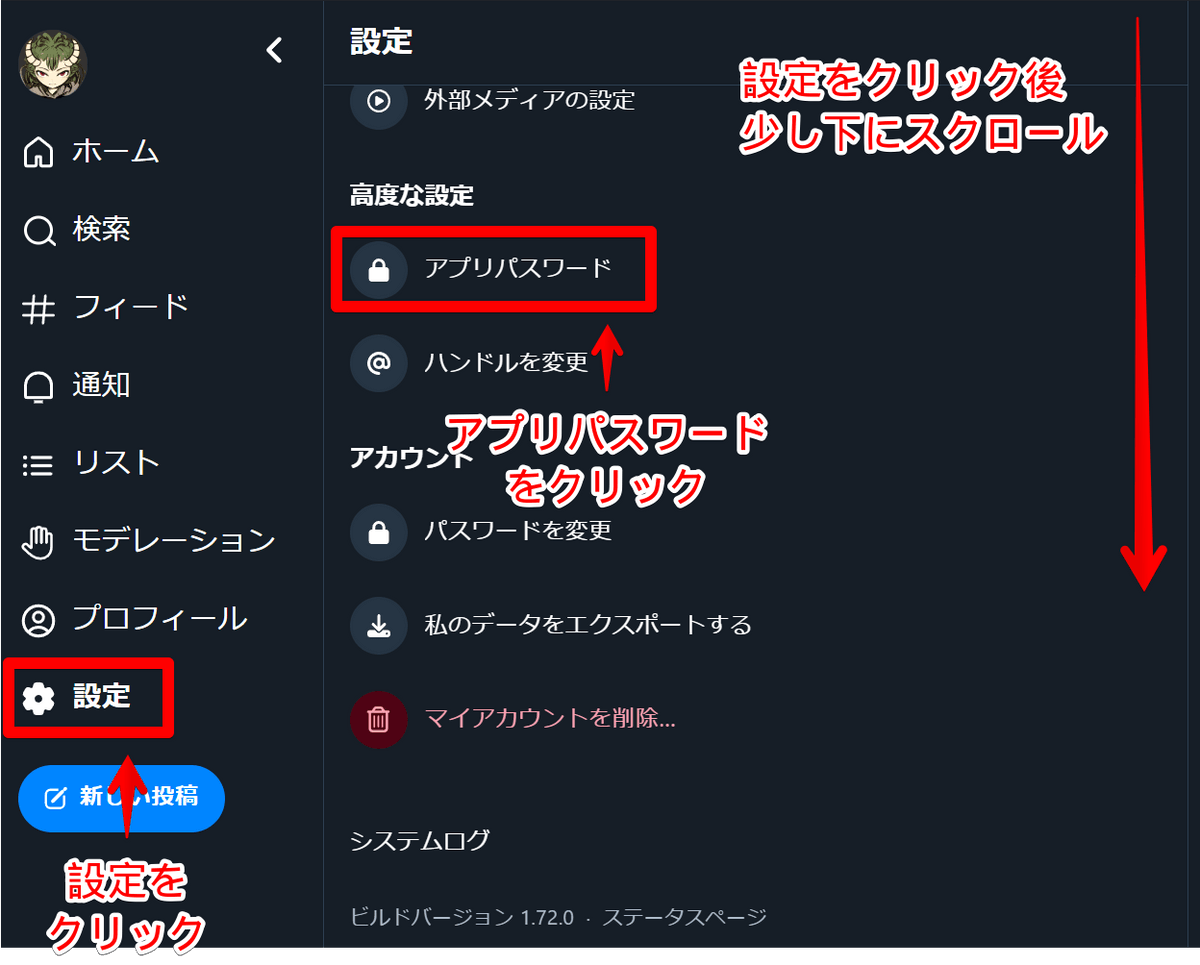 ホーム
検索
フィード
通知
リスト
モデレーション
プロフィール
設定
新しい投稿
設定を
クリック
設定
外部メディアの設定
設定をクリック後
少し下にスクロール
高度な設定
アプリパスワード
ハンドルを変更
アプリパスワード
をクリック
アカウント
パスワードを変更
私のデータをエクスポートする
マイアカウントを削除...
システムログ
ビルドバージョン 1.72.0 · ステータスページ